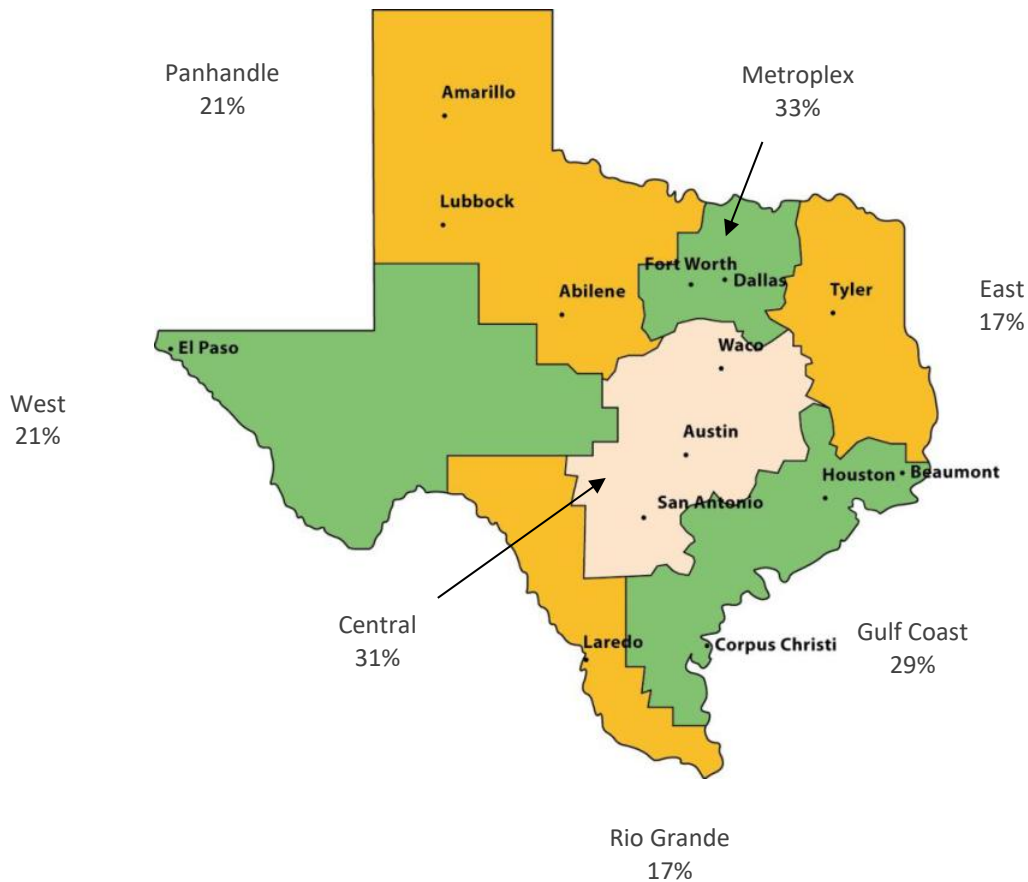 Panhandle
21%
Metroplex
33%
Amarillo
Lubbock
Fort Worth
Dallas
Abilene
Tyler
East
17%
El Paso
Waco
West
21%
Austin
Houston
Beaumont
San Antonio
Central
31%
Laredo
Corpus Christi
Gulf Coast
29%
Rio Grande
17%